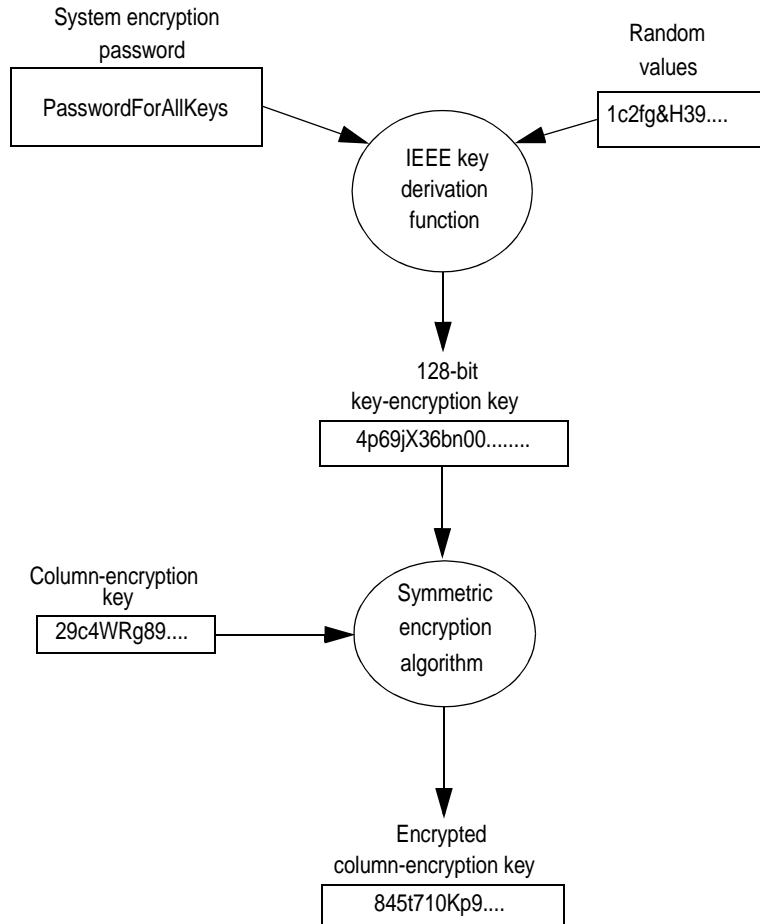 System encryption
password
PasswordForAllKeys
Random
values
1c2fg&H39....
IEEE key
derivation
function
128-bit
key-encryption key
4p69jX36bn00........
Column-encryption
key
29c4WRg89....
Symmetric
encryption
algorithm
Encrypted
column-encryption key
845t710Kp9....